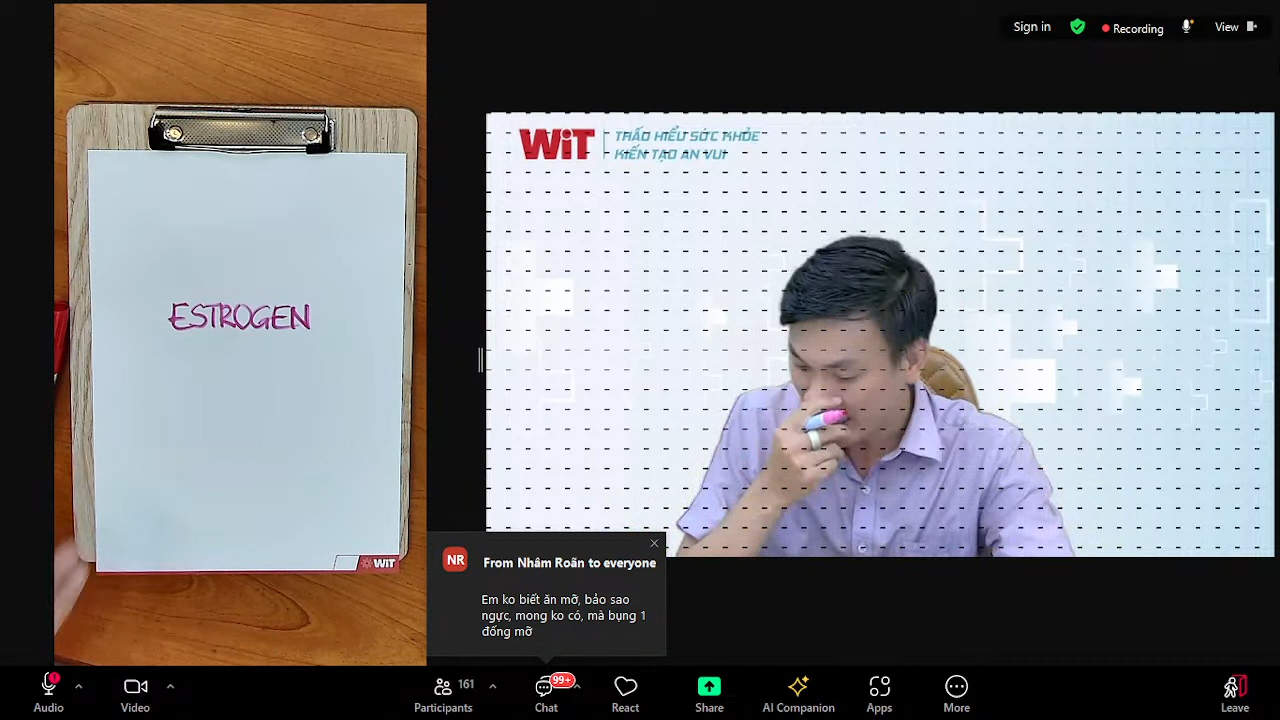 Sign in
Recording
View
WiT
THẤU HIỂU SỨC KHỎE
KIẾN TẠO AN VUI
ESTROGEN
WiT
NR
From Nhâm Roãn to everyone
Em ko biết ăn mỡ, bảo sao
ngực, mong ko có, mà bụng 1
đống mỡ
Audio
Video
161
Participants
99+
Chat
React
Share
AI Companion
Apps
More
Leave